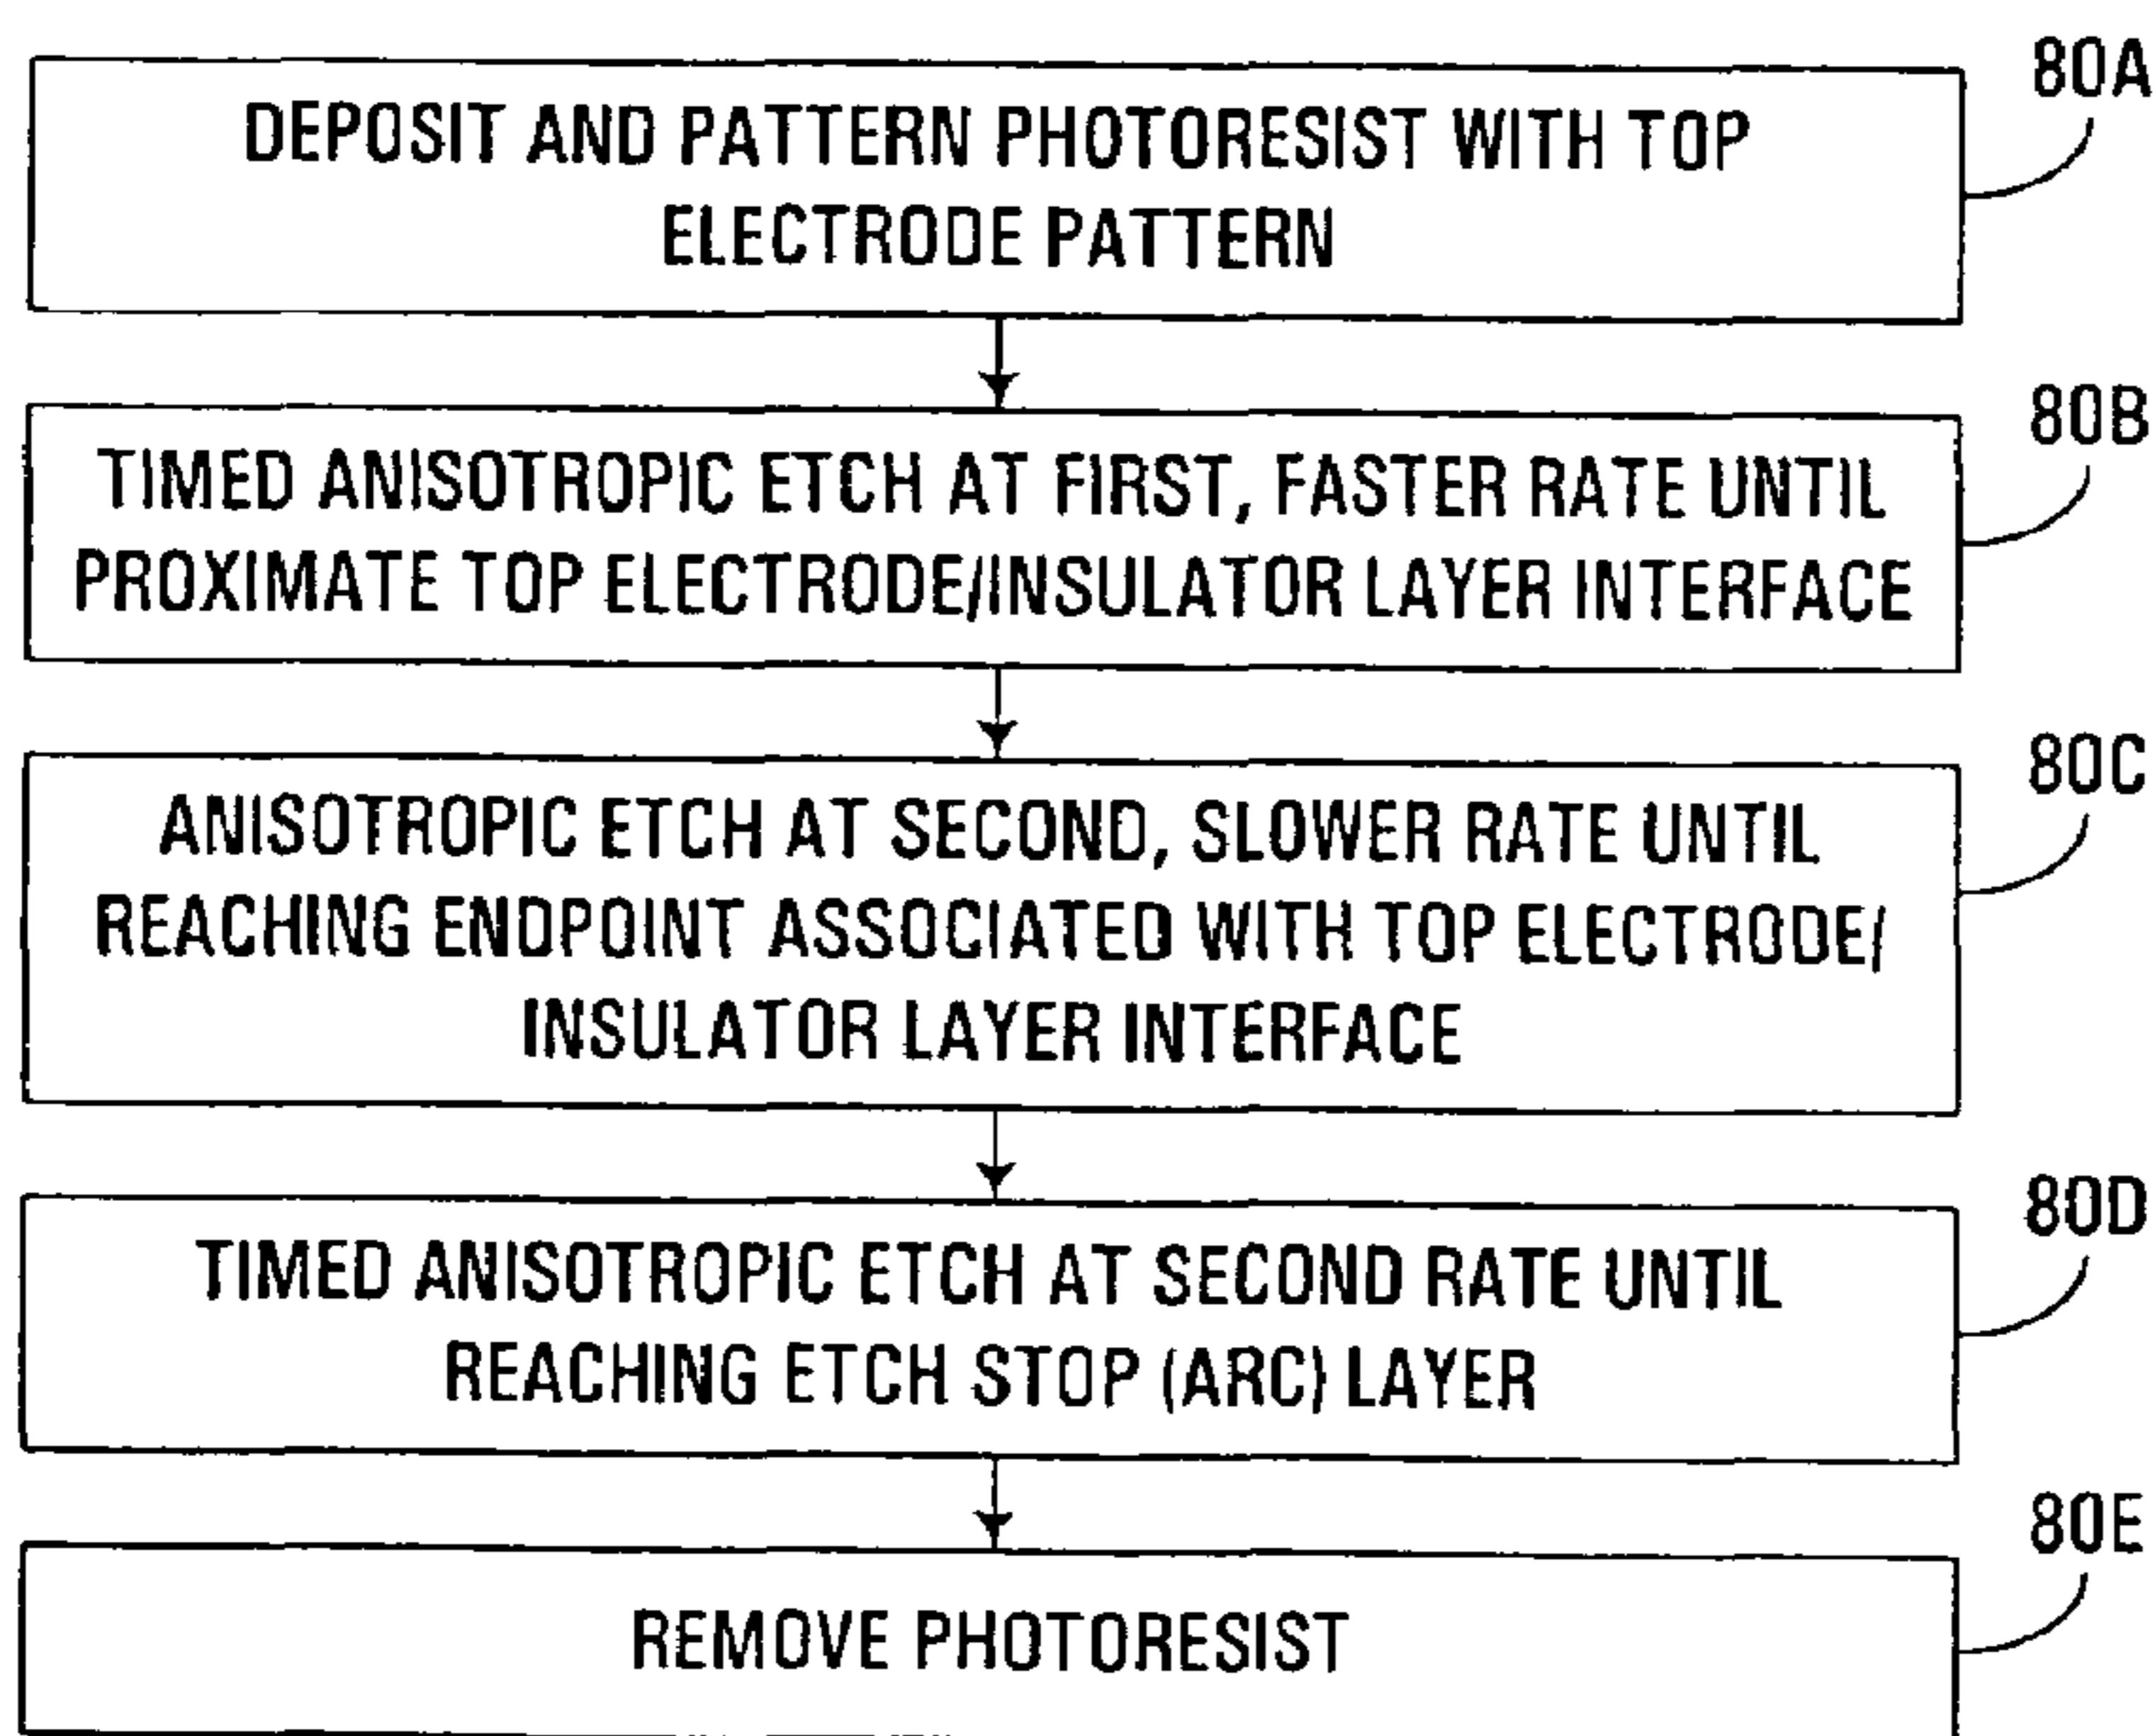 80A
DEPOSIT AND PATTERN PHOTORESIST WITH TOP
ELECTRODE PATTERN
80B
TIMED ANISOTROPIC ETCH AT FIRST, FASTER RATE UNTIL
PROXIMATE TOP ELECTRODE/INSULATOR LAYER INTERFACE
80C
ANISOTROPIC ETCH AT SECOND, SLOWER RATE UNTIL
REACHING ENDPOINT ASSOCIATED WITH TOP ELECTRODE/
INSULATOR LAYER INTERFACE
80D
TIMED ANISOTROPIC ETCH AT SECOND RATE UNTIL
REACHING ETCH STOP (ARC) LAYER
80E
REMOVE PHOTORESIST